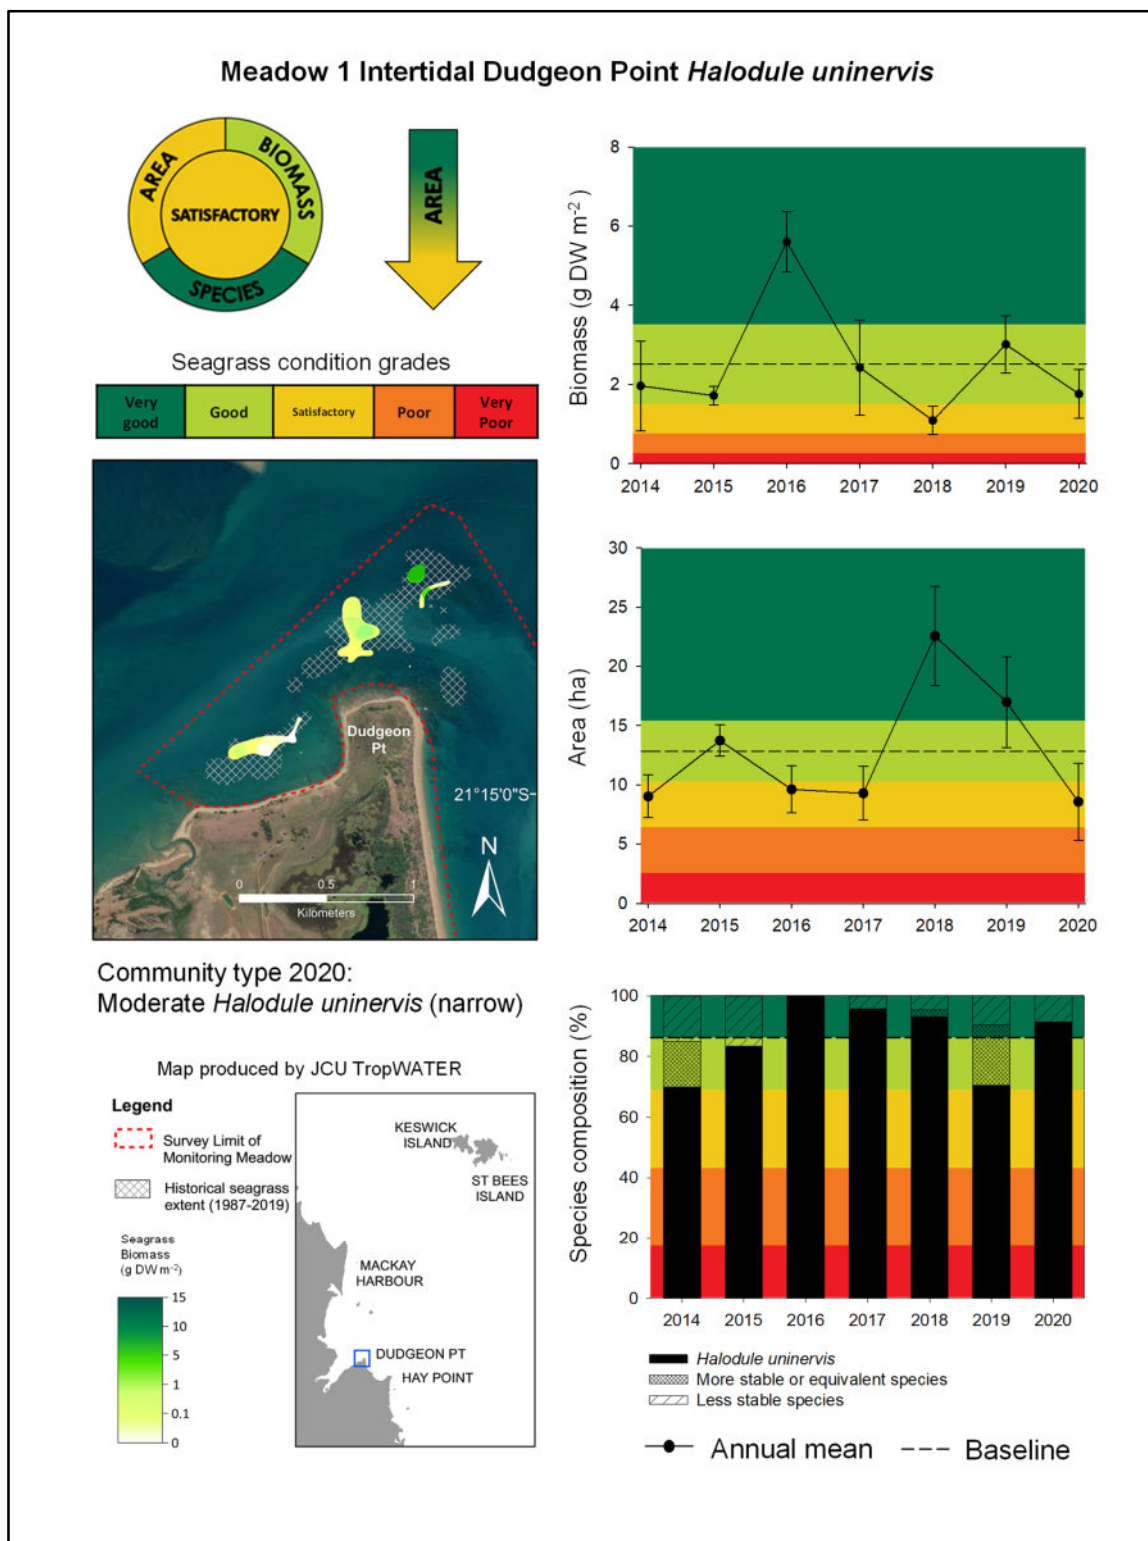 Meadow 1 Intertidal Dudgeon Point Halodule uninervis
AREA
BIOMASS
SATISFACTORY
SPECIES
AREA
Seagrass condition grades
Very good
Good
Satisfactory
Poor
Very Poor
Dudgeon
Pt
21°15'0"S
N
0 0.5 1
Kilometers
Community type 2020:
Moderate Halodule uninervis (narrow)
Map produced by JCU TropWATER
Legend
Survey Limit of
Monitoring Meadow
Historical seagrass
extent (1987-2019)
Seagrass
Biomass
(g DW m-2)
15
10
5
1
0.1
0
KESWICK
ISLAND
ST BEES
ISLAND
MACKAY
HARBOUR
DUDGEON PT
HAY POINT
Biomass (g DW m-2)
8
6
4
2
0
2014 2015 2016 2017 2018 2019 2020
Area (ha)
30
25
20
15
10
5
0
2014 2015 2016 2017 2018 2019 2020
Species composition (%)
100
80
60
40
20
0
2014 2015 2016 2017 2018 2019 2020
Halodule uninervis
More stable or equivalent species
Less stable species
Annual mean
Baseline